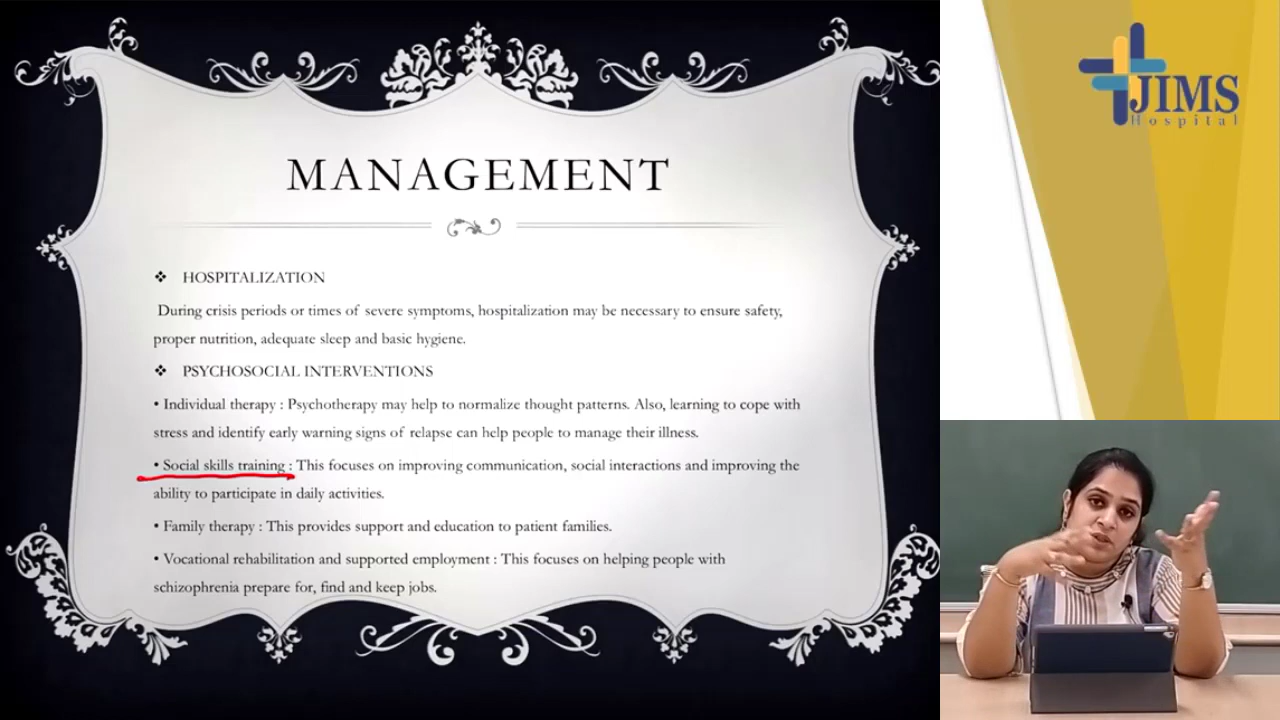 MANAGEMENT
❖ HOSPITALIZATION
During crisis periods or times of severe symptoms, hospitalization may be necessary to ensure safety,
proper nutrition, adequate sleep and basic hygiene.
❖ PSYCHOSOCIAL INTERVENTIONS
• Individual therapy : Psychotherapy may help to normalize thought patterns. Also, learning to cope with
stress and identify early warning signs of relapse can help people to manage their illness.
• Social skills training : This focuses on improving communication, social interactions and improving the
ability to participate in daily activities.
• Family therapy : This provides support and education to patient families.
• Vocational rehabilitation and supported employment : This focuses on helping people with
schizophrenia prepare for, find and keep jobs.
JIMS
Hospital